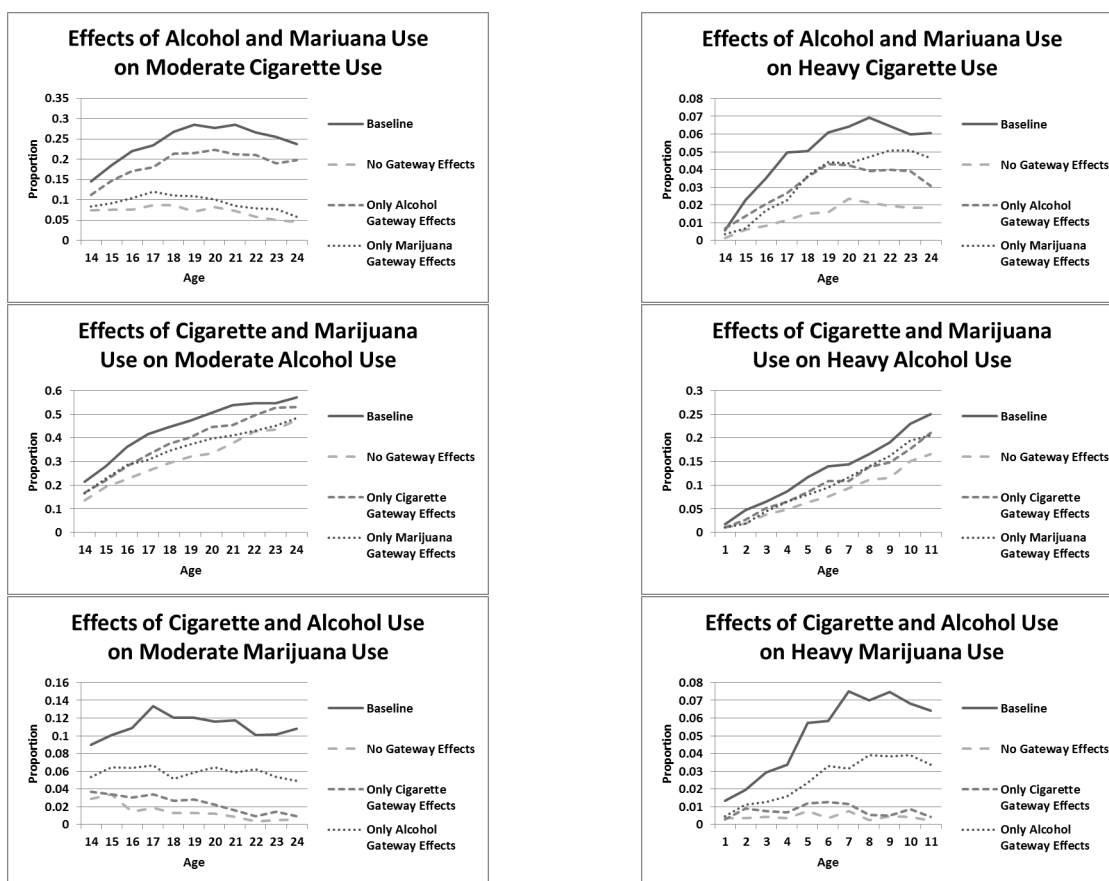 Effects of Alcohol and Mariuana Use
on Moderate Cigarette Use
0.35
0.3
0.25
0.2
0.15
0.1
0.05
0
Proportion
14 15 16 17 18 19 20 21 22 23 24
Age
Baseline
No Gateway Effects
Only Alcohol
Gateway Effects
Only Marijuana
Gateway Effects
Effects of Alcohol and Mariuana Use
on Heavy Cigarette Use
0.08
0.07
0.06
0.05
0.04
0.03
0.02
0.01
0
Proportion
14 15 16 17 18 19 20 21 22 23 24
Age
Baseline
No Gateway Effects
Only Alcohol
Gateway Effects
Only Marijuana
Gateway Effects
Effects of Cigarette and Marijuana
Use on Moderate Alcohol Use
0.6
0.5
0.4
0.3
0.2
0.1
0
Proportion
14 15 16 17 18 19 20 21 22 23 24
Age
Baseline
No Gateway Effects
Only Cigarette
Gateway Effects
Only Marijuana
Gateway Effects
Effects of Cigarette and Marijuana
Use on Heavy Alcohol Use
0.3
0.25
0.2
0.15
0.1
0.05
0
Proportion
1 2 3 4 5 6 7 8 9 10 11
Age
Baseline
No Gateway Effects
Only Cigarette
Gateway Effects
Only Marijuana
Gateway Effects
Effects of Cigarette and Alcohol Use
on Moderate Marijuana Use
0.16
0.14
0.12
0.1
0.08
0.06
0.04
0.02
0
Proportion
14 15 16 17 18 19 20 21 22 23 24
Age
Baseline
No Gateway Effects
Only Cigarette
Gateway Effects
Only Alcohol
Gateway Effects
Effects of Cigarette and Alcohol Use
on Heavy Marijuana Use
0.08
0.07
0.06
0.05
0.04
0.03
0.02
0.01
0
Proportion
1 2 3 4 5 6 7 8 9 10 11
Age
Baseline
No Gateway Effects
Only Cigarette
Gateway Effects
Only Alcohol
Gateway Effects